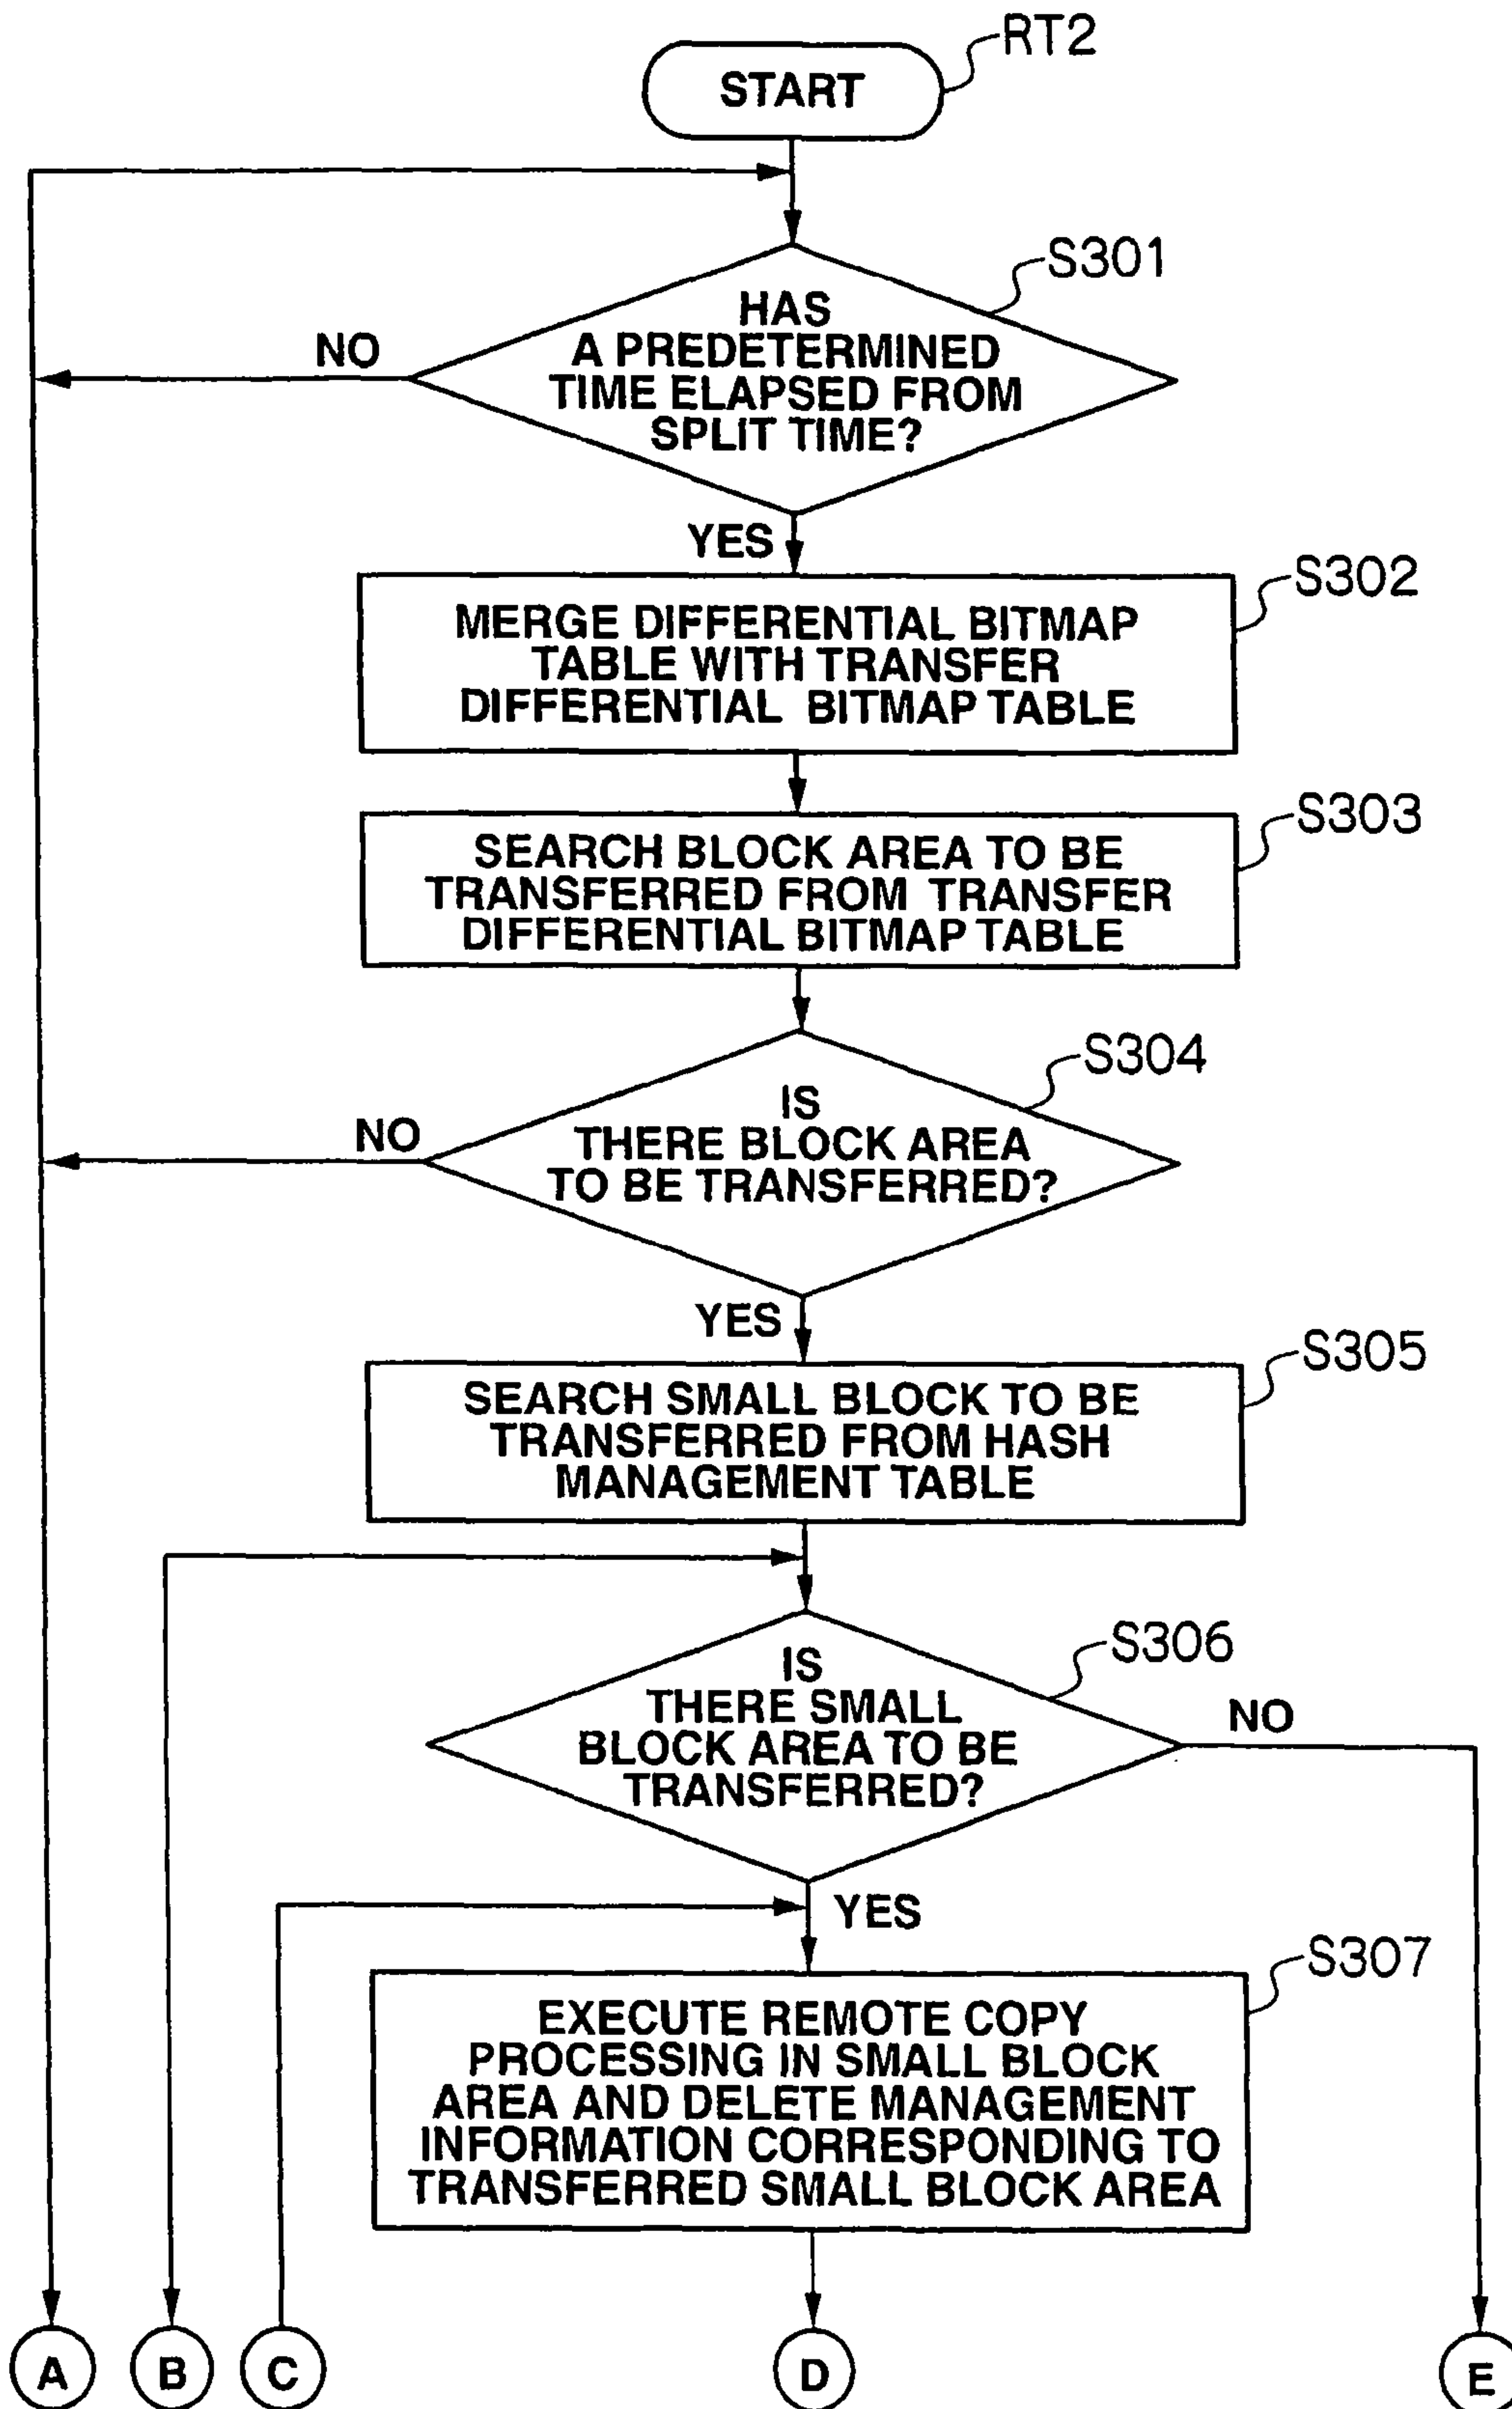 RT2
START
S301
HAS
A PREDETERMINED
TIME ELAPSED FROM
SPLIT TIME?
NO
YES
S302
MERGE DIFFERENTIAL BITMAP
TABLE WITH TRANSFER
DIFFERENTIAL BITMAP TABLE
S303
SEARCH BLOCK AREA TO BE
TRANSFERRED FROM TRANSFER
DIFFERENTIAL BITMAP TABLE
S304
IS
THERE BLOCK AREA
TO BE TRANSFERRED?
NO
YES
S305
SEARCH SMALL BLOCK TO BE
TRANSFERRED FROM HASH
MANAGEMENT TABLE
S306
IS
THERE SMALL
BLOCK AREA TO BE
TRANSFERRED?
NO
YES
S307
EXECUTE REMOTE COPY
PROCESSING IN SMALL BLOCK
AREA AND DELETE MANAGEMENT
INFORMATION CORRESPONDING TO
TRANSFERRED SMALL BLOCK AREA
A
B
C
D
E